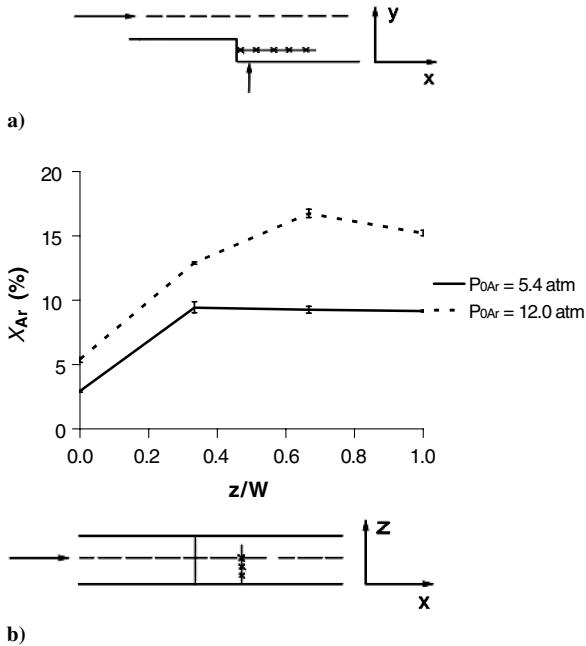 y
x
a)
20
15
10
5
0
X_Ar (%)
0.0 0.2 0.4 0.6 0.8 1.0
z/W
P0Ar = 5.4 atm
P0Ar = 12.0 atm
z
x
b)